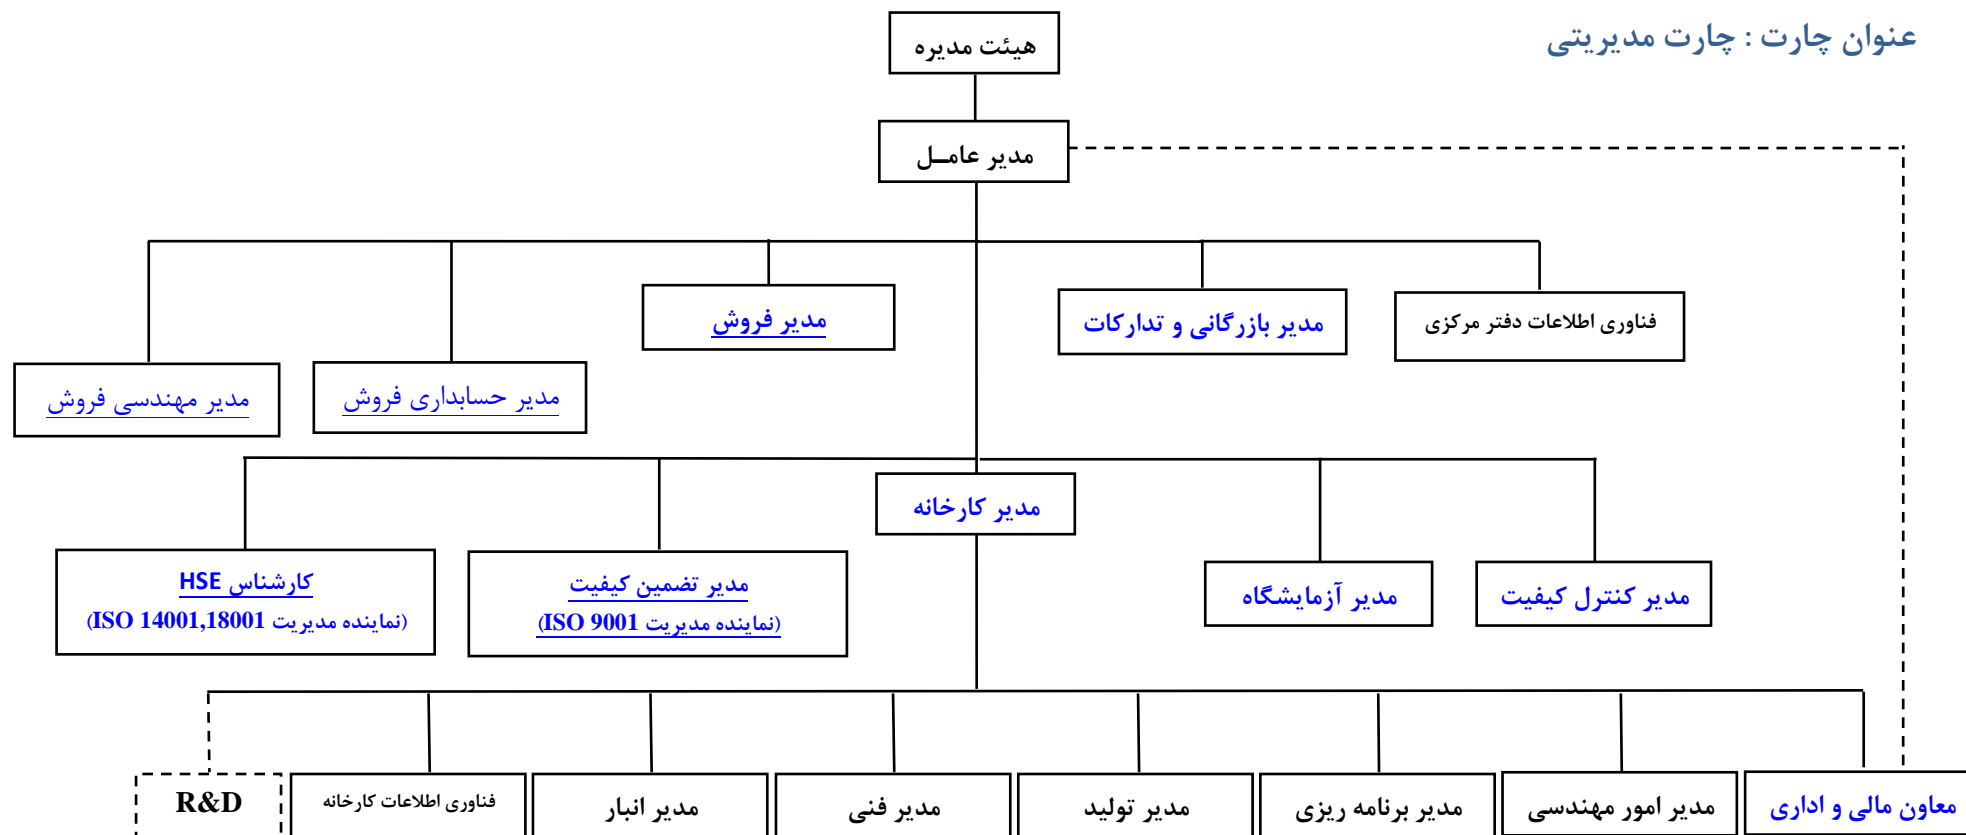 عنوان چارت : چارت مدیریتی
هیئت مدیره
مدیر عامــل
فناوری اطلاعات دفتر مرکزی
مدیر بازرگانی و تدارکات
مدیر فروش
مدیر حسابداری فروش
مدیر مهندسی فروش
مدیر کارخانه
مدیر کنترل کیفیت
مدیر آزمایشگاه
مدیر تضمین کیفیت
(نماینده مدیریت ISO 9001)
کارشناس HSE
(نماینده مدیریت ISO 14001,18001)
معاون مالی و اداری
مدیر امور مهندسی
مدیر برنامه ریزی
مدیر تولید
مدیر فنی
مدیر انبار
فناوری اطلاعات کارخانه
R&D